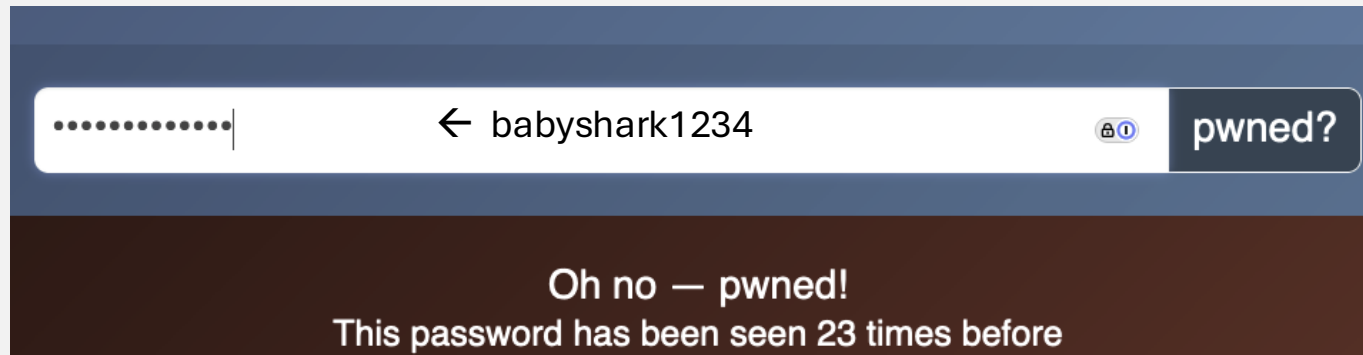 ← babyshark1234
pwned?
Oh no — pwned!
This password has been seen 23 times before